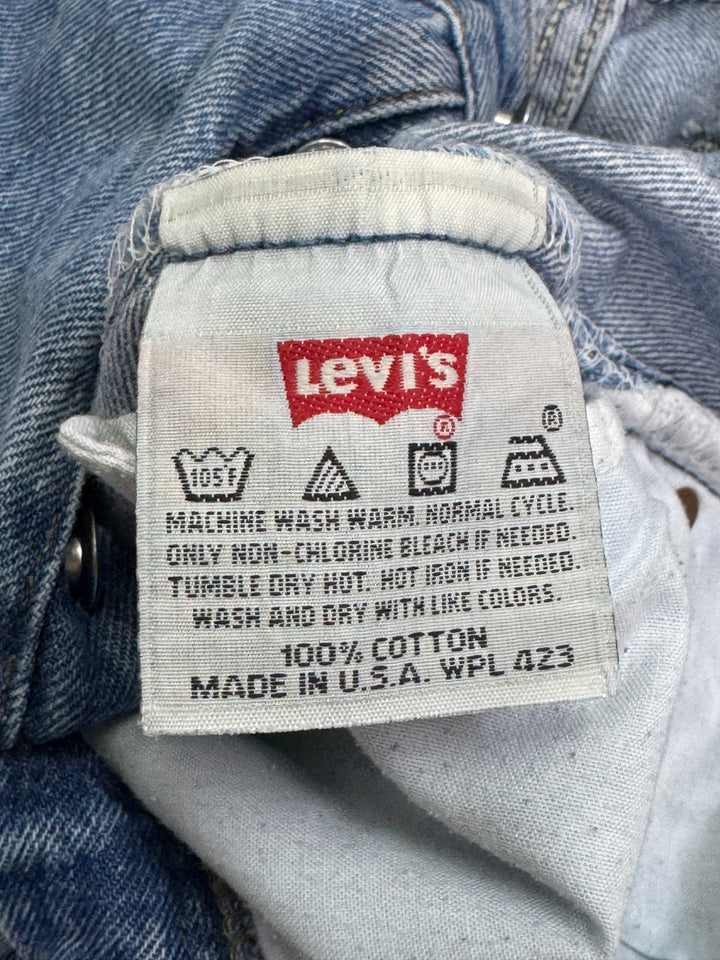 Levi's
®
®
105F
MACHINE WASH WARM. NORMAL CYCLE.
ONLY NON-CHLORINE BLEACH IF NEEDED.
TUMBLE DRY HOT. HOT IRON IF NEEDED.
WASH AND DRY WITH LIKE COLORS.
100% COTTON
MADE IN U.S.A. WPL 423